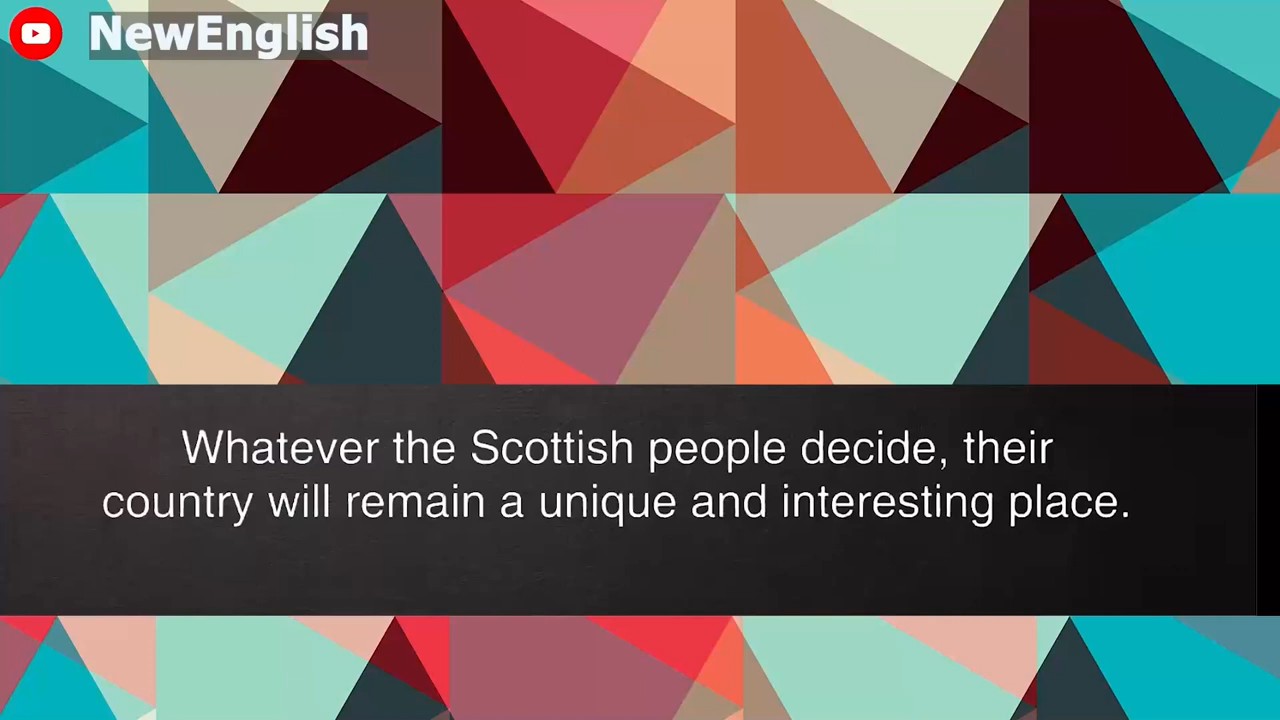 NewEnglish
Whatever the Scottish people decide, their
country will remain a unique and interesting place.